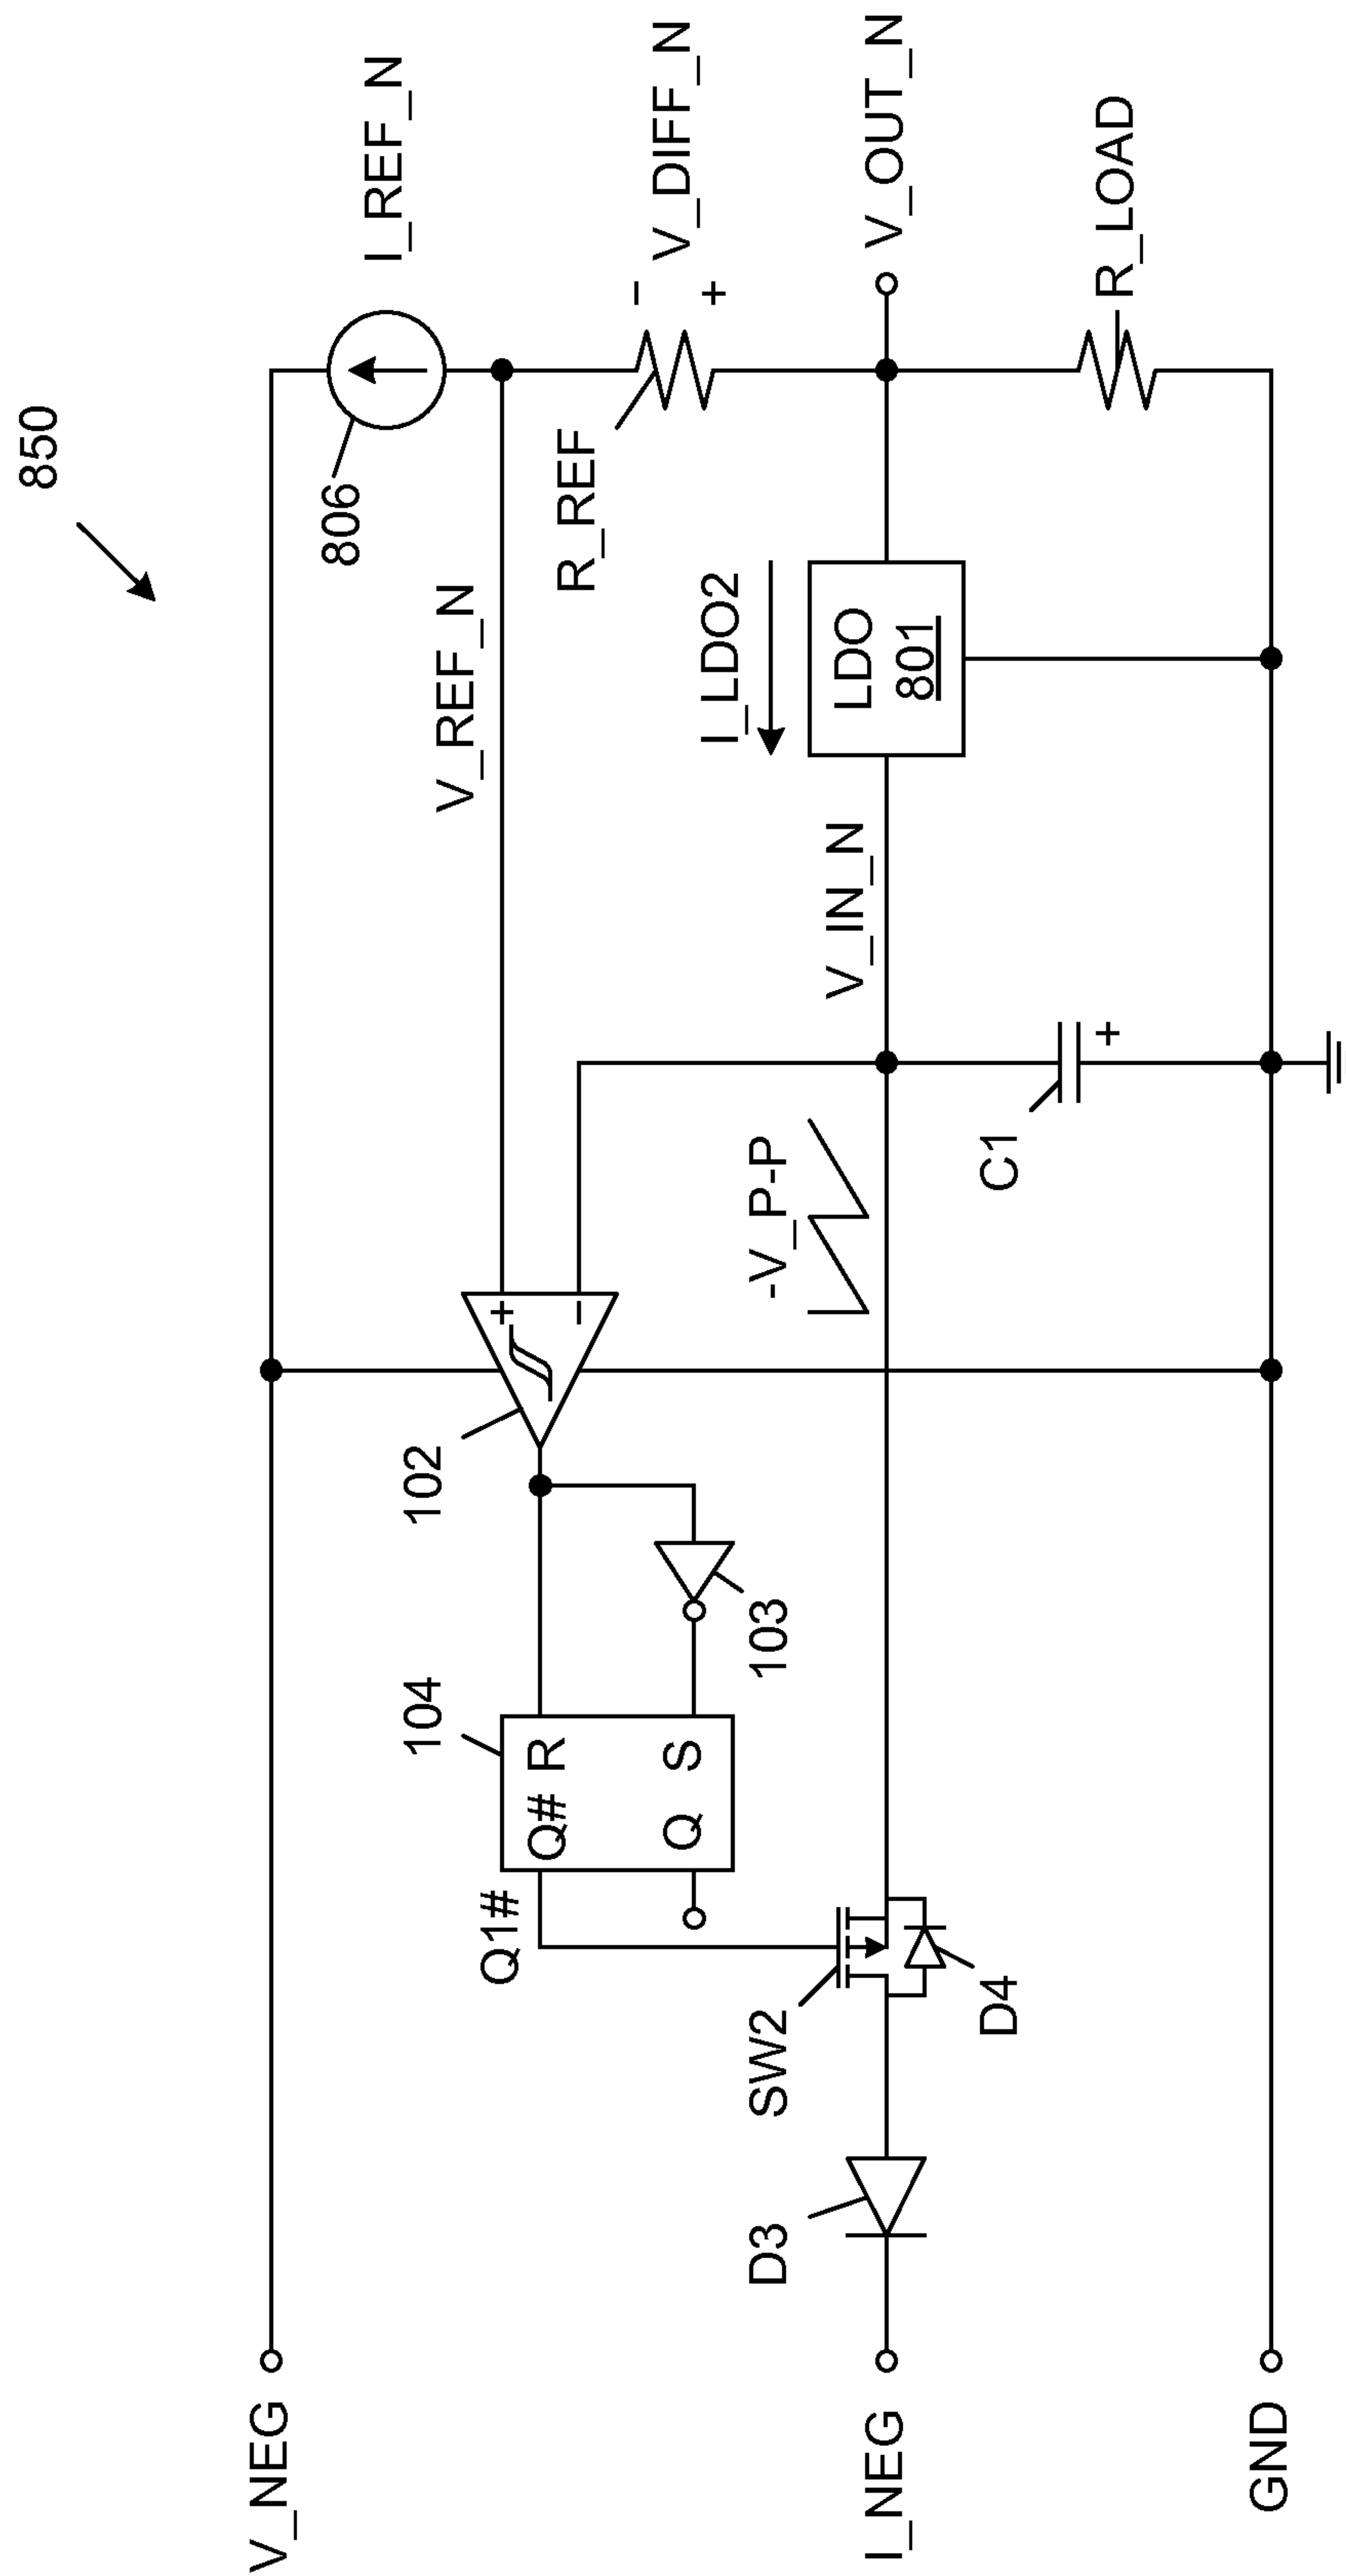 850
V_NEG
I_NEG
GND
D3
SW2
D4
Q1#
104
Q# R
Q S
103
102
+
−
-V_P-P
C1
+
V_IN_N
V_REF_N
I_LDO2
LDO
801
806
I_REF_N
R_REF
−
V_DIFF_N
+
V_OUT_N
R_LOAD